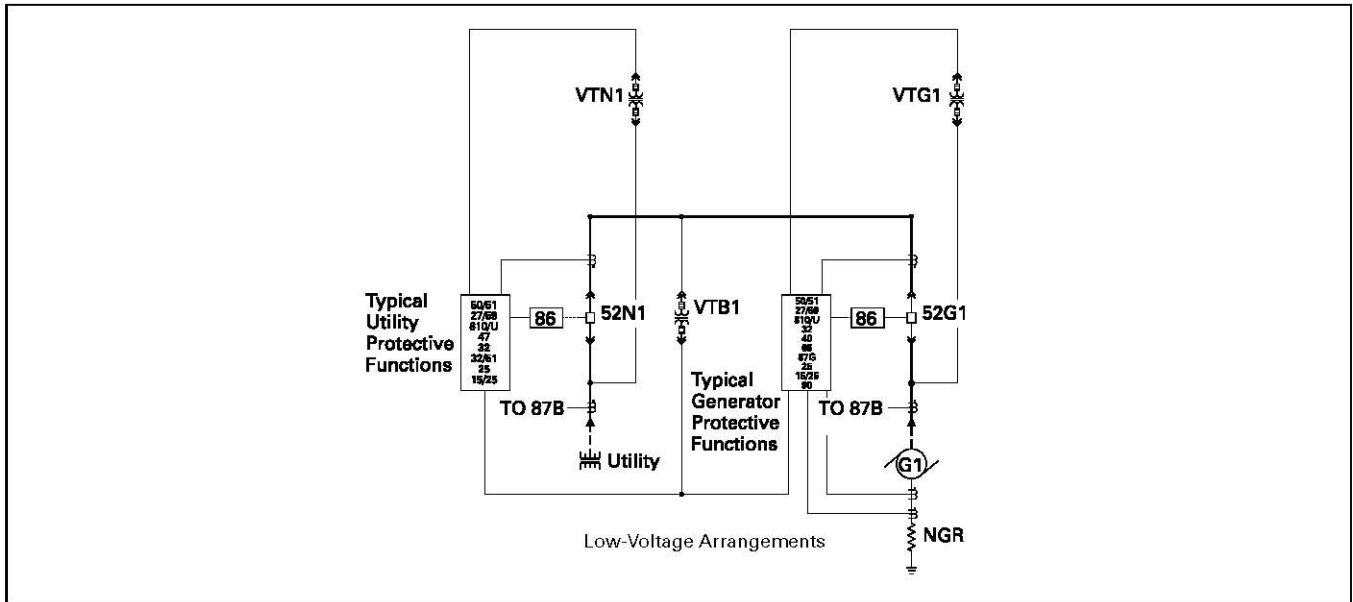 VTN1
VTG1
Typical
Utility
Protective
Functions
50/51
27/59
81O/U
47
32
32/51
25
15/25
86
52N1
VTB1
TO 87B
Utility
Typical
Generator
Protective
Functions
50/51
27/59
81O/U
32
40
87G
25
15/25
90
86
52G1
TO 87B
G1
NGR
Low-Voltage Arrangements